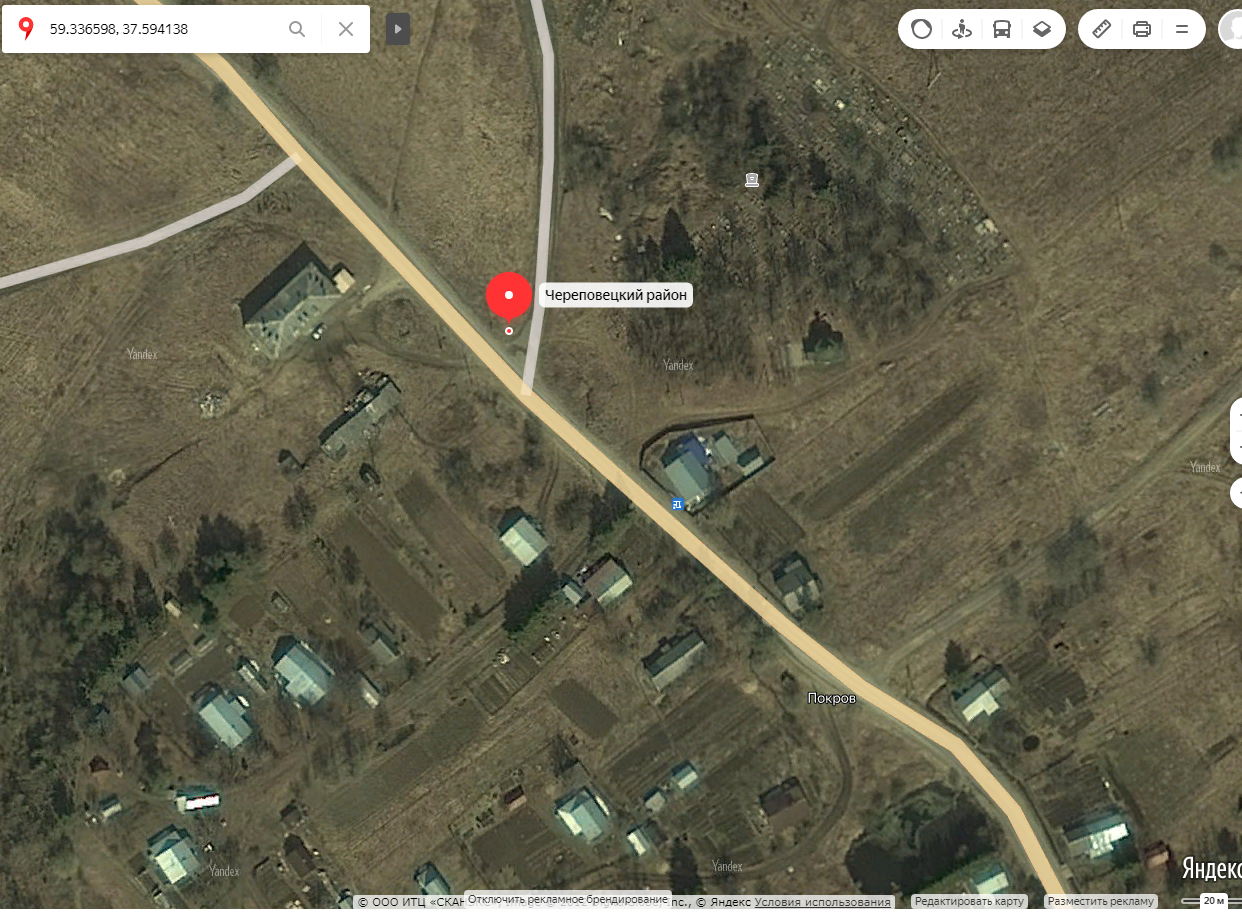 59.336598, 37.594138
Череповецкий район
Yandex
Yandex
Yandex
Покров
Yandex
Yandex
Яндекс
© ООО ИТЦ «СКАН
Отключить рекламное брендирование
Inc., © Яндекс Условия использования
Редактировать карту
Разместить рекламу
20 м